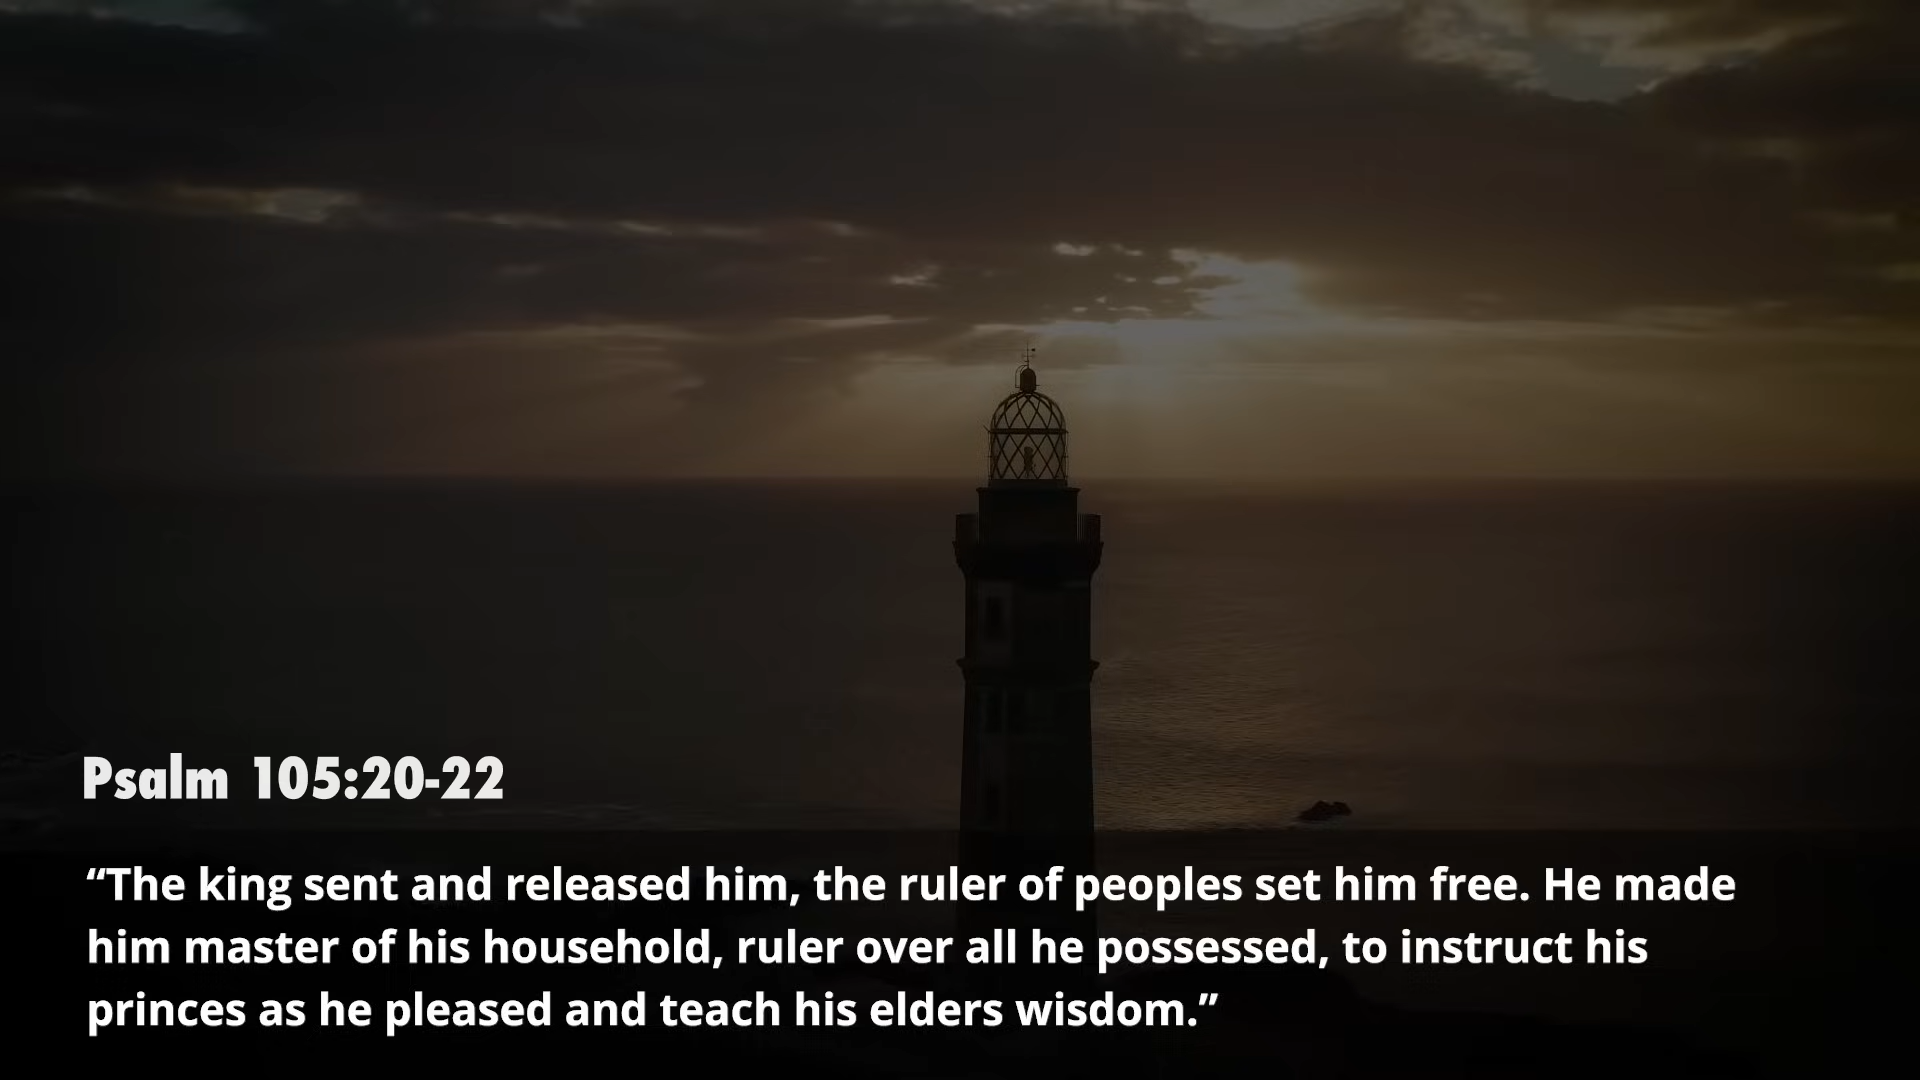 Psalm 105:20-22
“The king sent and released him, the ruler of peoples set him free. He made
him master of his household, ruler over all he possessed, to instruct his
princes as he pleased and teach his elders wisdom.”